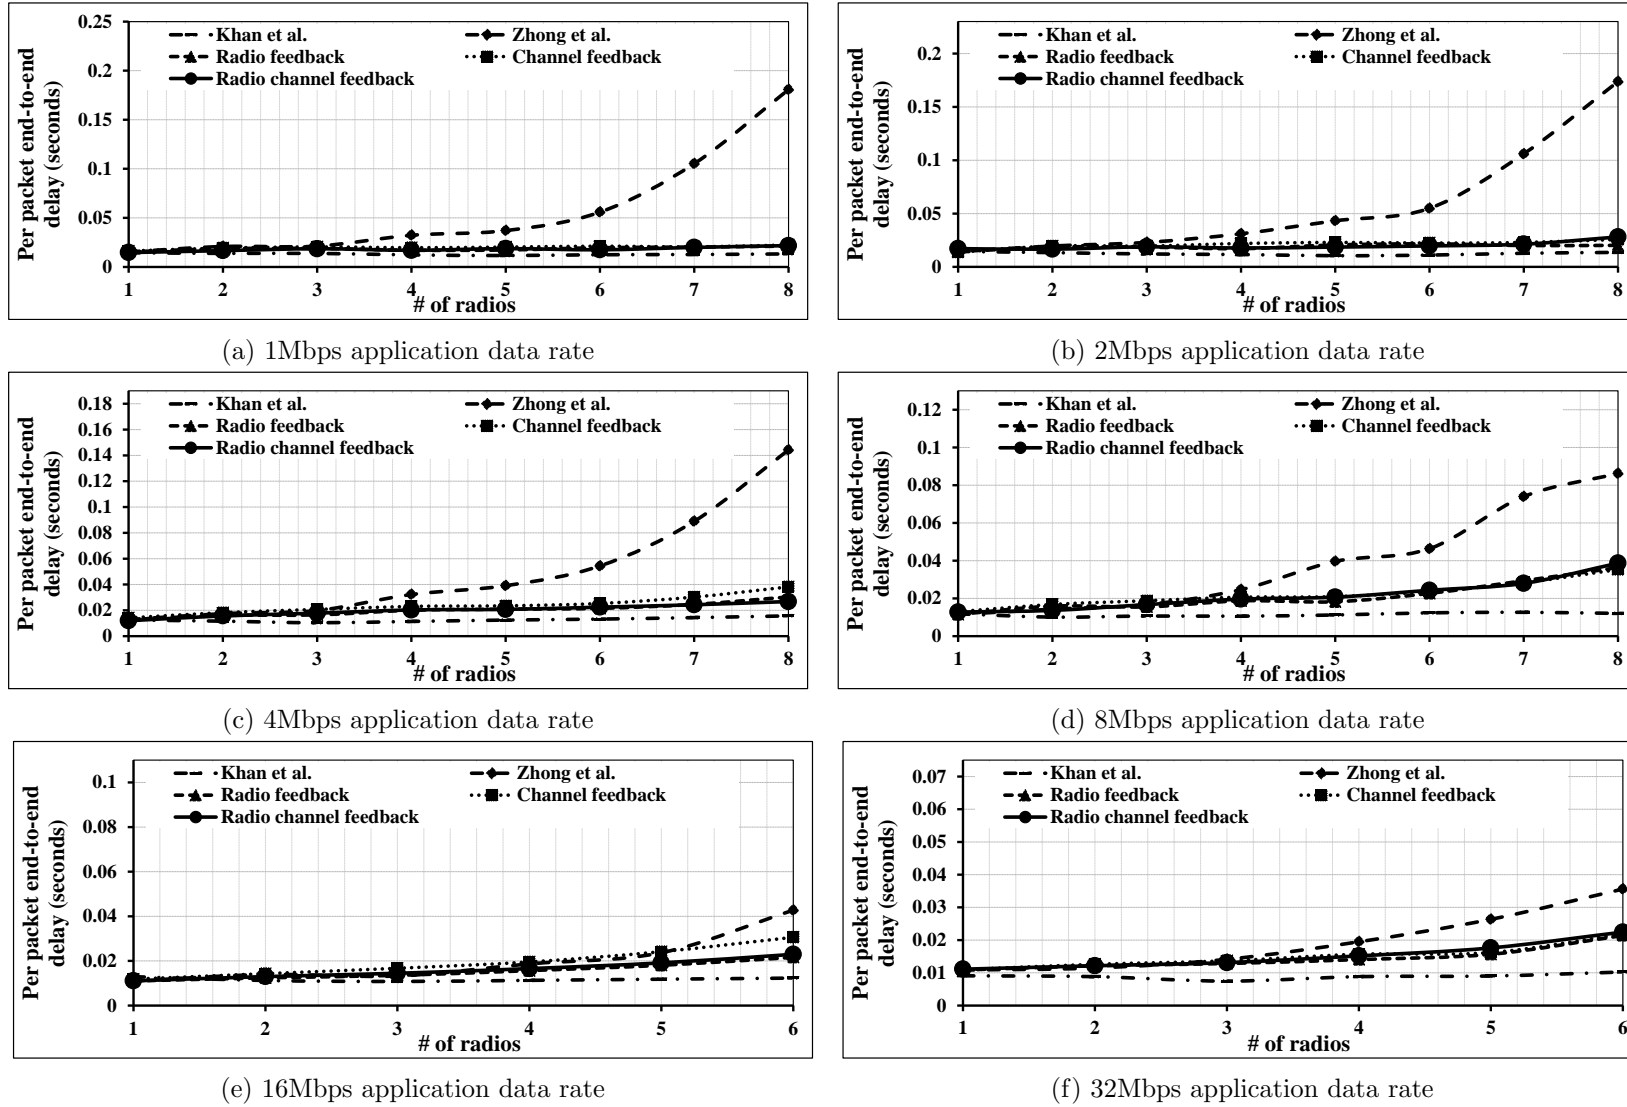 Per packet end-to-end
delay (seconds)
0.25
0.2
0.15
0.1
0.05
0
Khan et al.
Zhong et al.
Radio feedback
Channel feedback
Radio channel feedback
1 2 3 4 5 6 7 8
# of radios
(a) 1Mbps application data rate
Per packet end-to-end
delay (seconds)
0.2
0.15
0.1
0.05
0
Khan et al.
Zhong et al.
Radio feedback
Channel feedback
Radio channel feedback
1 2 3 4 5 6 7 8
# of radios
(b) 2Mbps application data rate
Per packet end-to-end
delay (seconds)
0.18
0.16
0.14
0.12
0.1
0.08
0.06
0.04
0.02
0
Khan et al.
Zhong et al.
Radio feedback
Channel feedback
Radio channel feedback
1 2 3 4 5 6 7 8
# of radios
(c) 4Mbps application data rate
Per packet end-to-end
delay (seconds)
0.12
0.1
0.08
0.06
0.04
0.02
0
Khan et al.
Zhong et al.
Radio feedback
Channel feedback
Radio channel feedback
1 2 3 4 5 6 7 8
# of radios
(d) 8Mbps application data rate
Per packet end-to-end
delay (seconds)
0.1
0.08
0.06
0.04
0.02
0
Khan et al.
Zhong et al.
Radio feedback
Channel feedback
Radio channel feedback
1 2 3 4 5 6
# of radios
(e) 16Mbps application data rate
Per packet end-to-end
delay (seconds)
0.07
0.06
0.05
0.04
0.03
0.02
0.01
0
Khan et al.
Zhong et al.
Radio feedback
Channel feedback
Radio channel feedback
1 2 3 4 5 6
# of radios
(f) 32Mbps application data rate